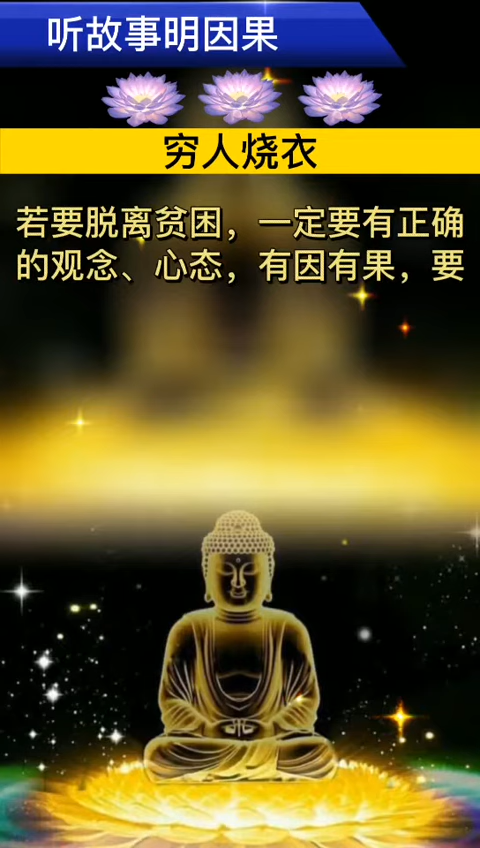 听故事明因果
穷人烧衣
若要脱离贫困，一定要有正确
的观念、心态，有因有果，要